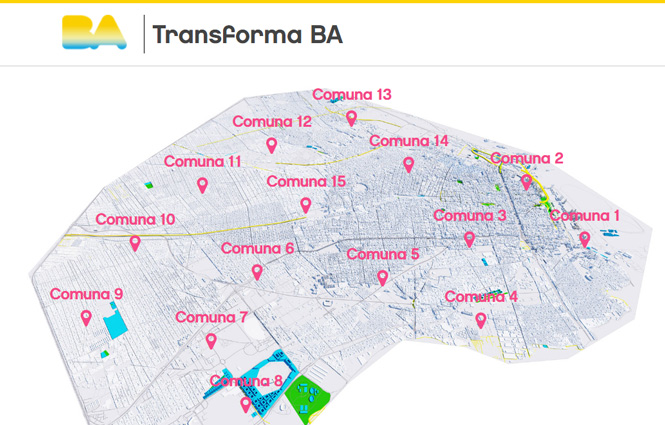 BA Transforma BA
Comuna 13
Comuna 12
Comuna 14
Comuna 11
Comuna 2
Comuna 15
Comuna 10
Comuna 3
Comuna 1
Comuna 6
Comuna 5
Comuna 9
Comuna 4
Comuna 7
Comuna 8